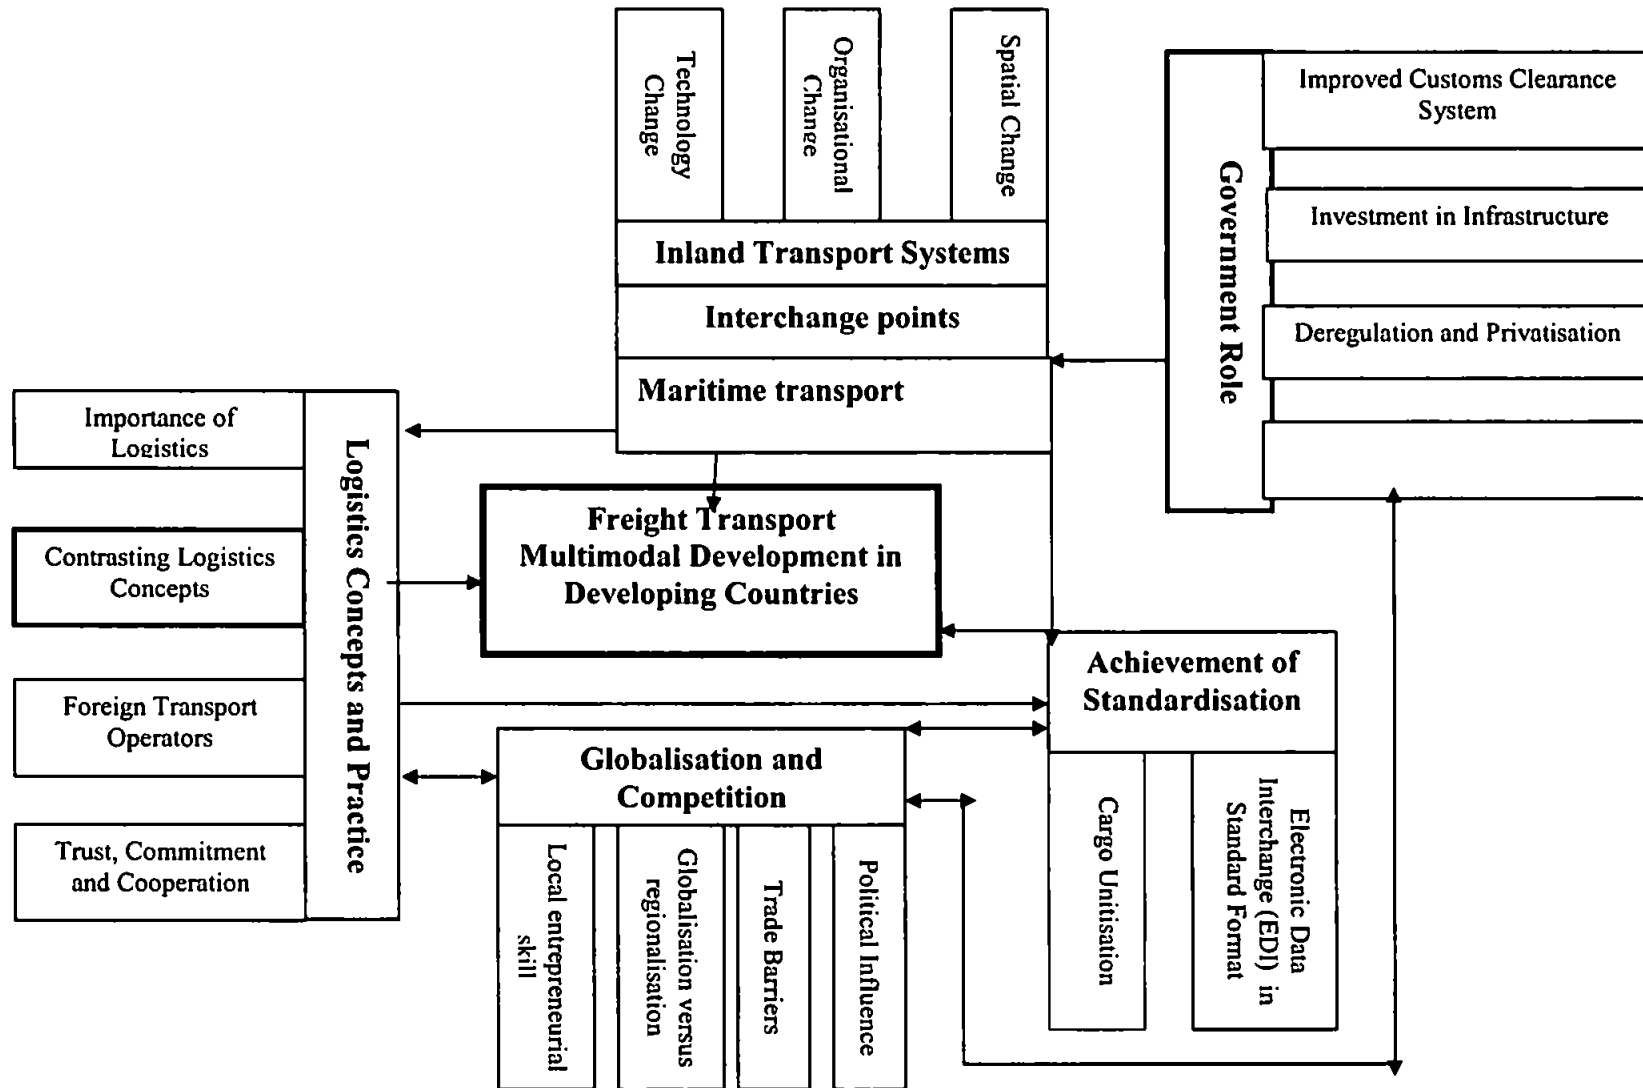 Technology
Change
Organisational
Change
Spatial Change
Inland Transport Systems
Interchange points
Maritime transport
Government Role
Improved Customs Clearance
System
Investment in Infrastructure
Deregulation and Privatisation
Importance of
Logistics
Contrasting Logistics
Concepts
Foreign Transport
Operators
Trust, Commitment
and Cooperation
Logistics Concepts and Practice
Freight Transport
Multimodal Development in
Developing Countries
Achievement of
Standardisation
Cargo Unitisation
Electronic Data
Interchange (EDI) in
Standard Format
Globalisation and
Competition
Local entrepreneurial
skill
Globalisation versus
regionalisation
Trade Barriers
Political Influence